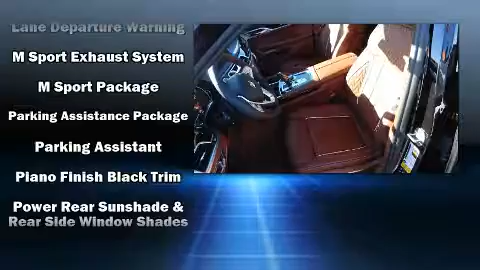 Lane Departure Warning
M Sport Exhaust System
M Sport Package
Parking Assistance Package
Parking Assistant
Piano Finish Black Trim
Power Rear Sunshade &
Rear Side Window Shades